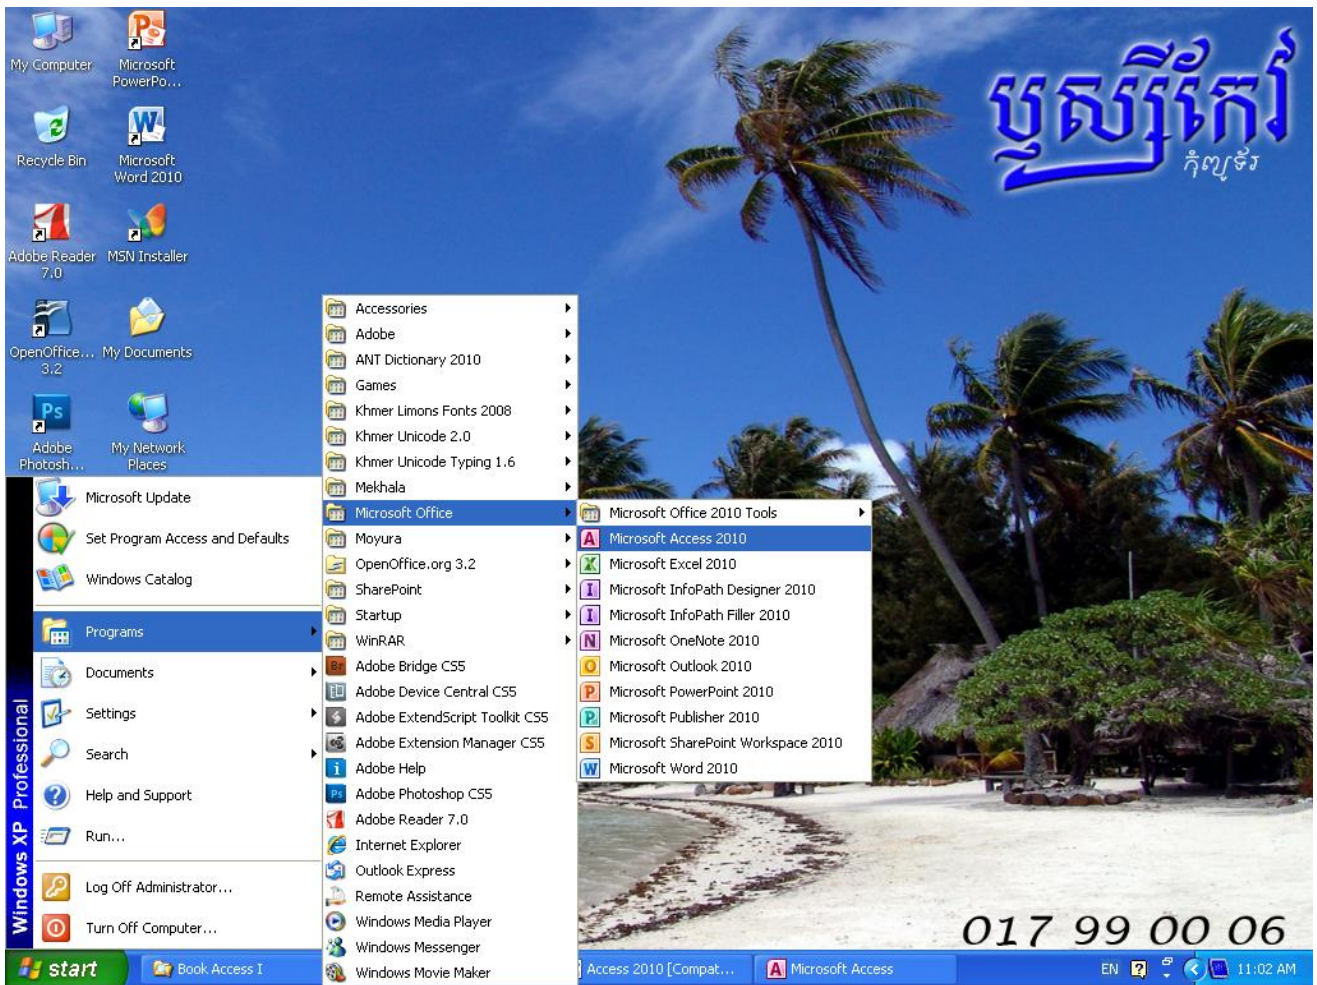 My Computer
Microsoft
PowerPo...
Recycle Bin
Microsoft
Word 2010
Adobe Reader
7.0
MSN Installer
OpenOffice...
3.2
My Documents
Adobe
Photosh...
My Network
Places
ឫស្សីកែវ
កុំព្យូទ័រ
017 99 00 06
Windows XP Professional
Microsoft Update
Set Program Access and Defaults
Windows Catalog
Programs
Documents
Settings
Search
Help and Support
Run...
Log Off Administrator...
Turn Off Computer...
Accessories
Adobe
ANT Dictionary 2010
Games
Khmer Limons Fonts 2008
Khmer Unicode 2.0
Khmer Unicode Typing 1.6
Mekhala
Microsoft Office
Moyura
OpenOffice.org 3.2
SharePoint
Startup
WinRAR
Adobe Bridge CS5
Adobe Device Central CS5
Adobe ExtendScript Toolkit CS5
Adobe Extension Manager CS5
Adobe Help
Adobe Photoshop CS5
Adobe Reader 7.0
Internet Explorer
Outlook Express
Remote Assistance
Windows Media Player
Windows Messenger
Windows Movie Maker
Microsoft Office 2010 Tools
Microsoft Access 2010
Microsoft Excel 2010
Microsoft InfoPath Designer 2010
Microsoft InfoPath Filler 2010
Microsoft OneNote 2010
Microsoft Outlook 2010
Microsoft PowerPoint 2010
Microsoft Publisher 2010
Microsoft SharePoint Workspace 2010
Microsoft Word 2010
start
Book Access I
Access 2010 [Compat...
Microsoft Access
EN
11:02 AM